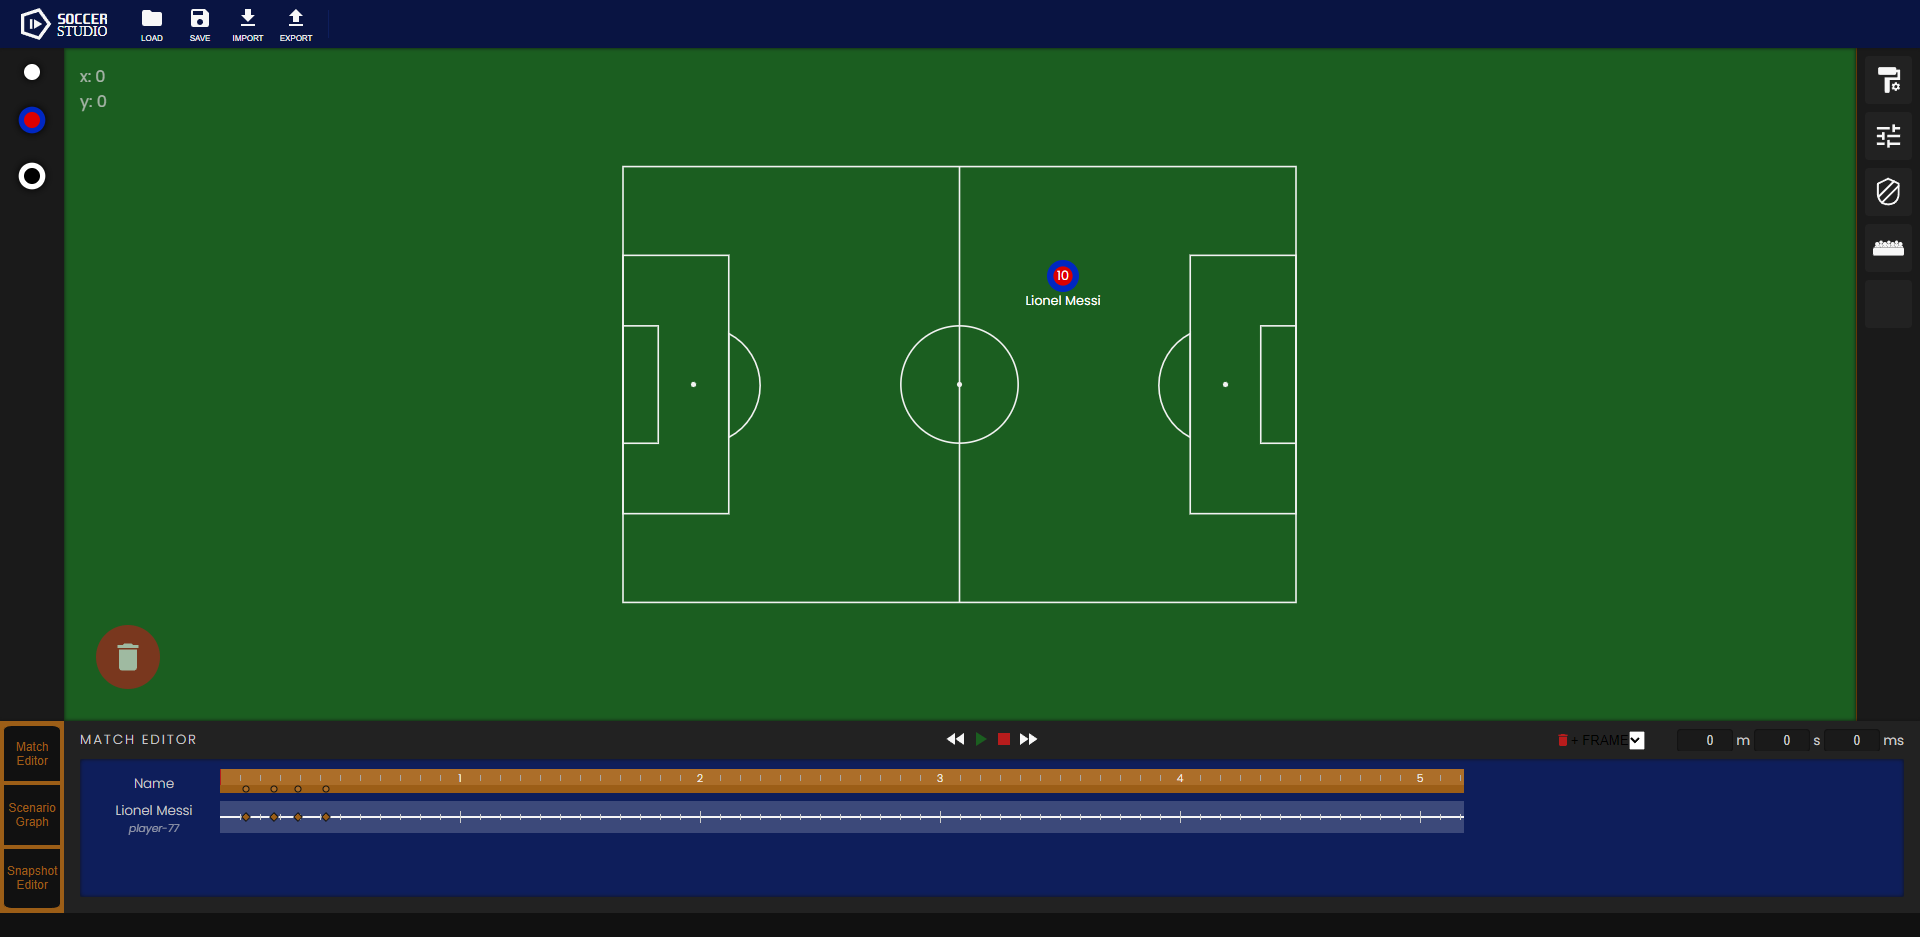 SOCCER
STUDIO
LOAD
SAVE
IMPORT
EXPORT
x: 0
y: 0
10
Lionel Messi
Match
Editor
Scenario
Graph
Snapshot
Editor
MATCH EDITOR
+ FRAME
0 m 0 s 0 ms
Name
1 2 3 4 5
Lionel Messi
player-77